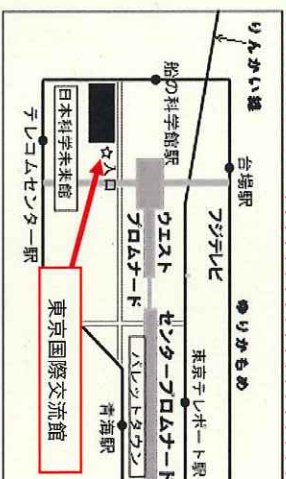 りんかい線
台場駅
フジテレビ
ゆりかもめ
船の科学館駅
ウエスト
プロムナード
センタープロムナード
東京テレポート駅
☆入口
日本科学未来館
パレットタウン
青海駅
テレコムセンター駅
東京国際交流館